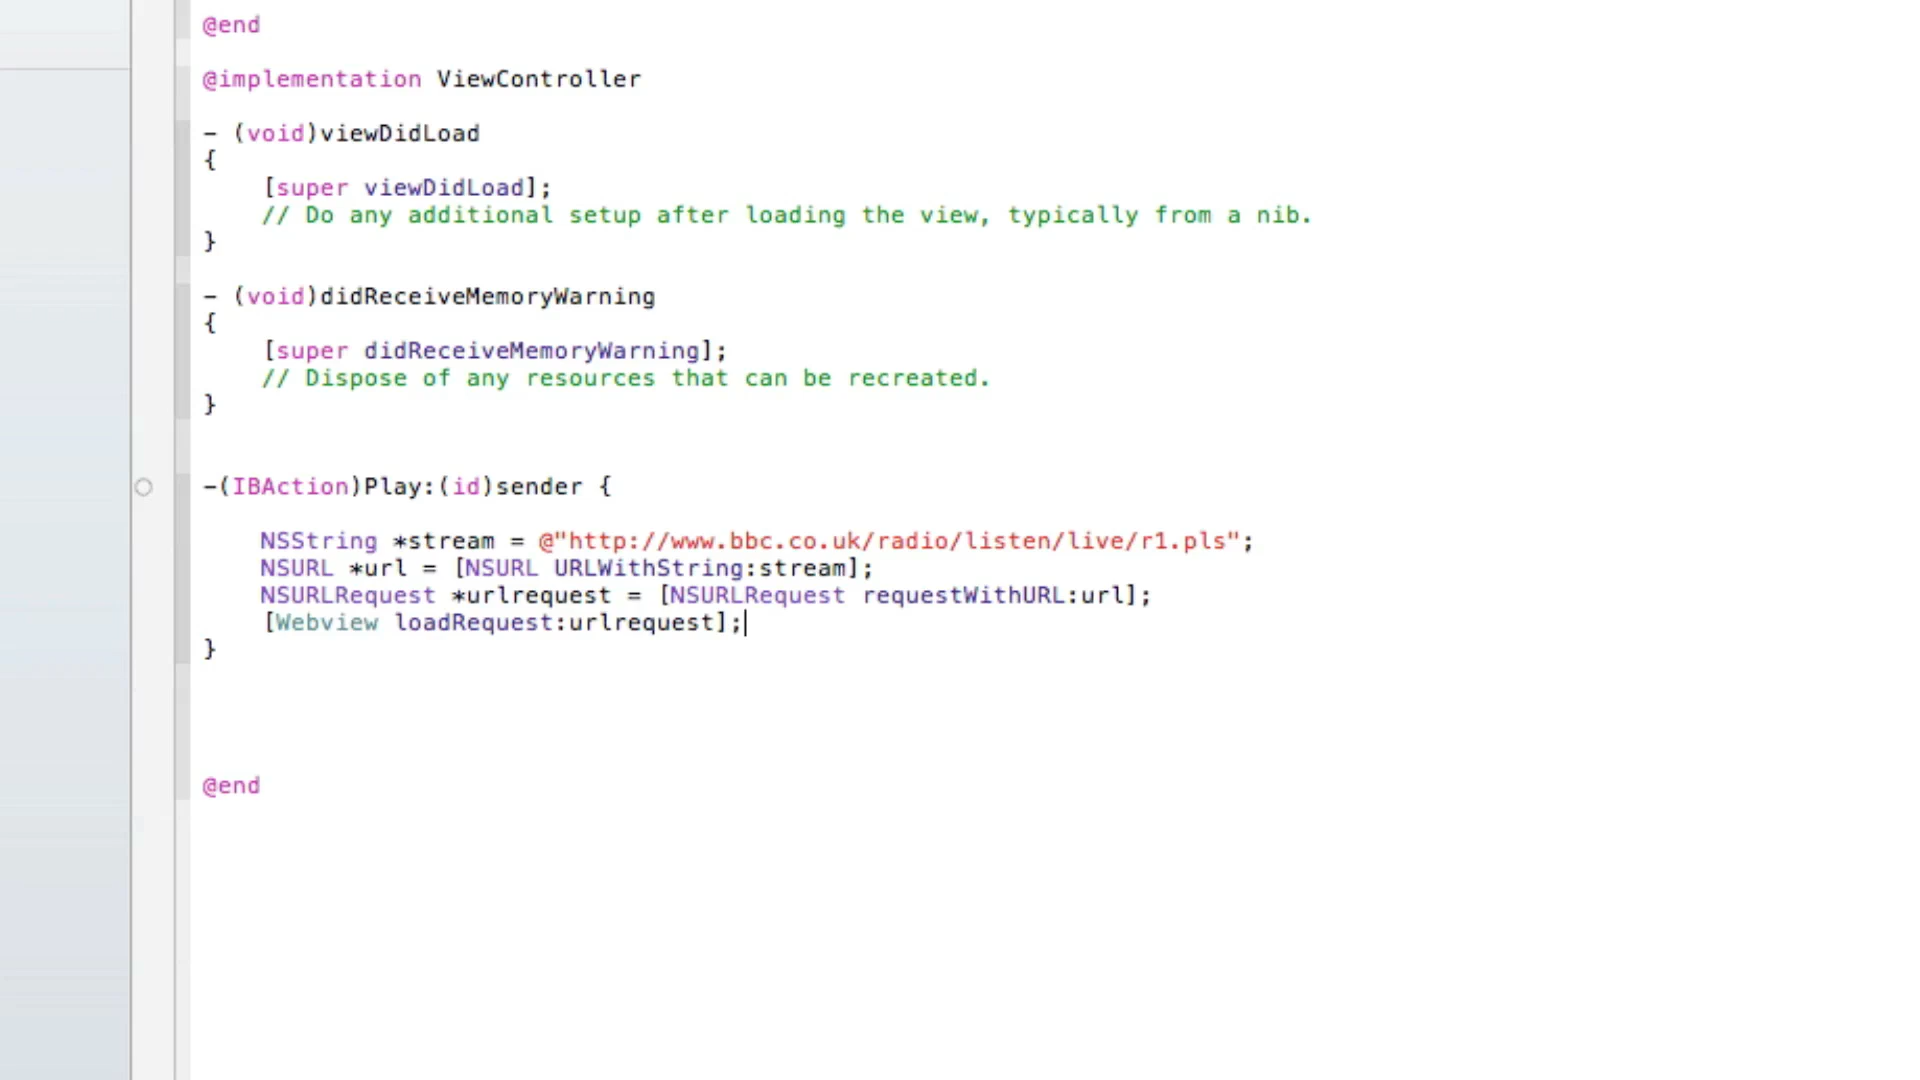 @end
@implementation ViewController
- (void)viewDidLoad
{
[super viewDidLoad];
// Do any additional setup after loading the view, typically from a nib.
}
- (void)didReceiveMemoryWarning
{
[super didReceiveMemoryWarning];
// Dispose of any resources that can be recreated.
}
-(IBAction)Play:(id)sender {
NSString *stream = @"http://www.bbc.co.uk/radio/listen/live/r1.pls";
NSURL *url = [NSURL URLWithString:stream];
NSURLRequest *urlrequest = [NSURLRequest requestWithURL:url];
[Webview loadRequest:urlrequest];
}
@end